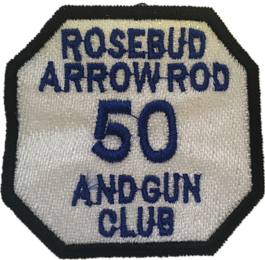 ROSEBUD
ARROW ROD
50
AND GUN
CLUB